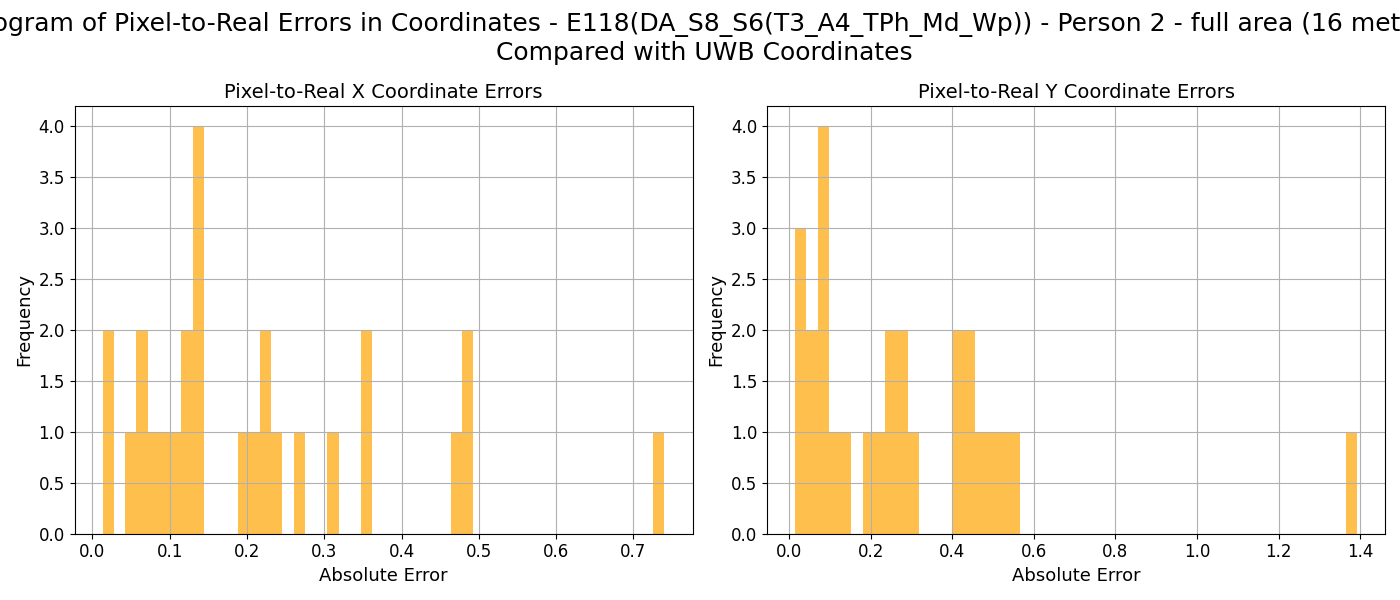 ogram of Pixel-to-Real Errors in Coordinates - E118(DA_S8_S6(T3_A4_TPh_Md_Wp)) - Person 2 - full area (16 met
Compared with UWB Coordinates
Pixel-to-Real X Coordinate Errors
4.0
3.5
3.0
2.5
2.0
1.5
1.0
0.5
0.0
Frequency
0.0 0.1 0.2 0.3 0.4 0.5 0.6 0.7
Absolute Error
Pixel-to-Real Y Coordinate Errors
4.0
3.5
3.0
2.5
2.0
1.5
1.0
0.5
0.0
Frequency
0.0 0.2 0.4 0.6 0.8 1.0 1.2 1.4
Absolute Error